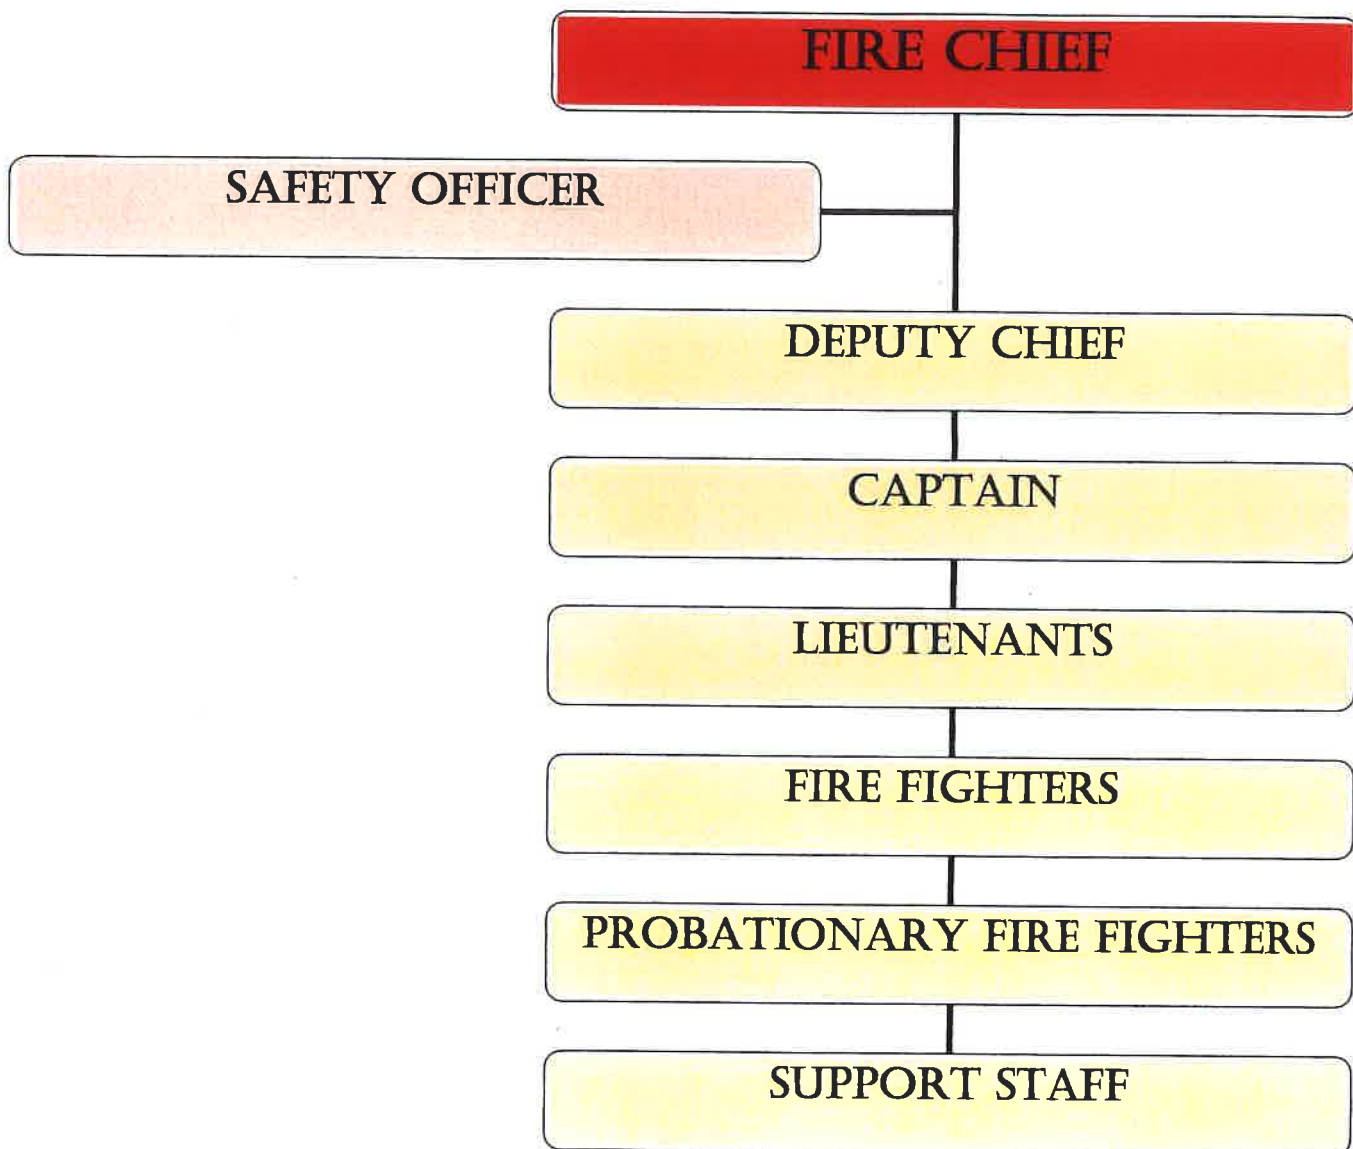 FIRE CHIEF
SAFETY OFFICER
DEPUTY CHIEF
CAPTAIN
LIEUTENANTS
FIRE FIGHTERS
PROBATIONARY FIRE FIGHTERS
SUPPORT STAFF